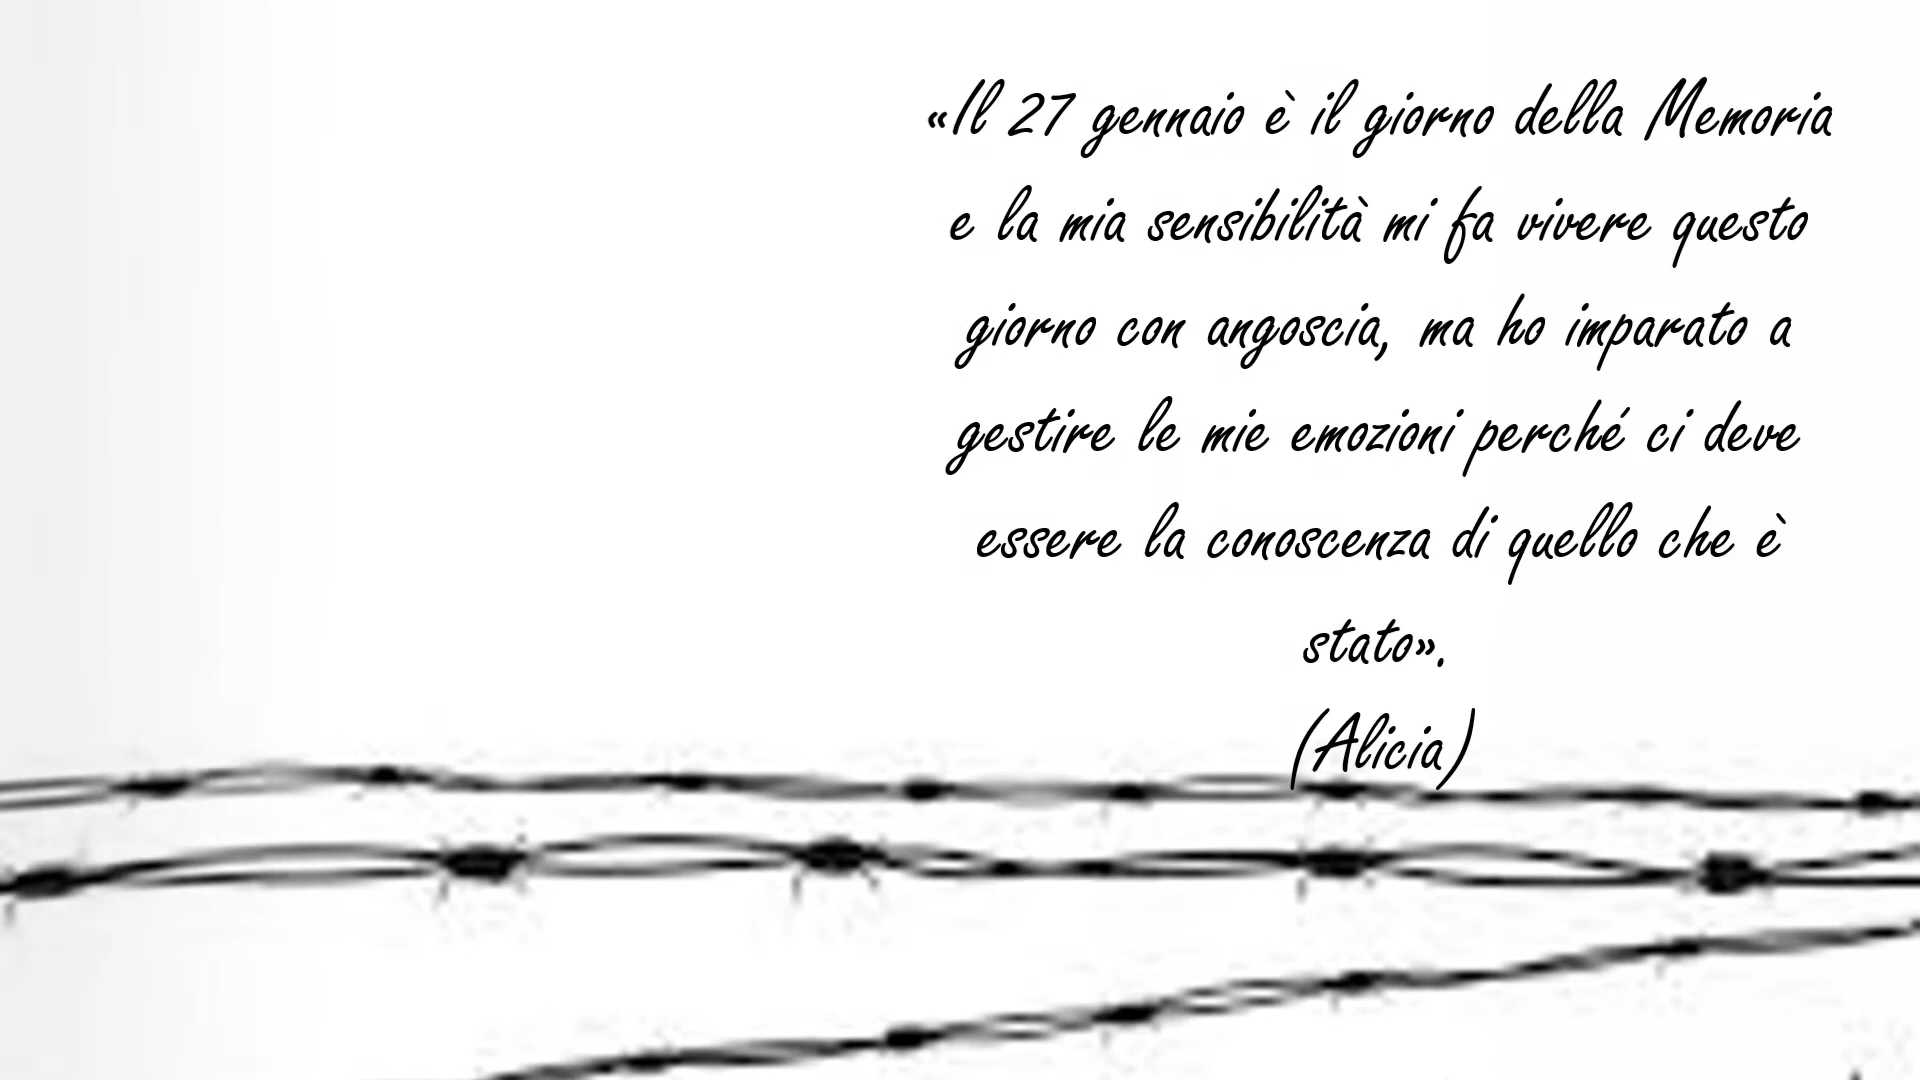 «Il 27 gennaio è il giorno della Memoria
e la mia sensibilità mi fa vivere questo
giorno con angoscia, ma ho imparato a
gestire le mie emozioni perché ci deve
essere la conoscenza di quello che è
stato».
(Alicia)